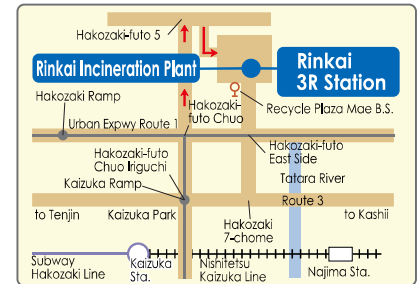 Hakozaki-futo 5
Rinkai Incineration Plant
Rinkai
3R Station
Hakozaki Ramp
Hakozaki-
futo Chuo
Recycle Plaza Mae B.S.
Urban Expwy Route 1
Hakozaki-futo
Chuo Iriguchi
Hakozaki-futo
East Side
Kaizuka Ramp
Tatara River
Route 3
to Tenjin
Kaizuka Park
Hakozaki
7-chome
to Kashii
Subway
Hakozaki Line
Kaizuka
Sta.
Nishitetsu
Kaizuka Line
Najima Sta.